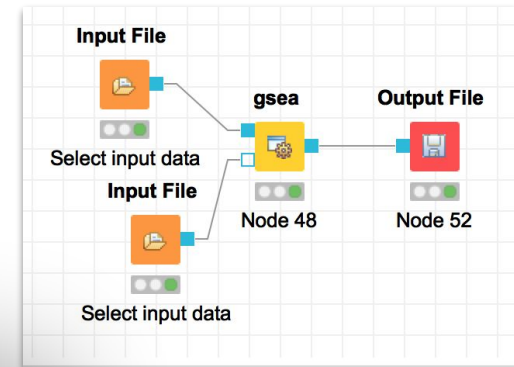 Input File
gsea
Output File
Select input data
Input File
Node 48
Node 52
Select input data